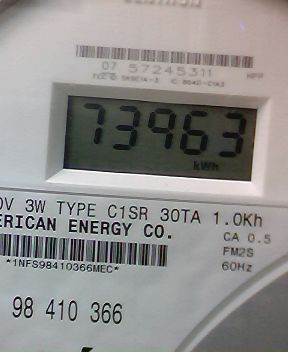 07 57245311
73963
kWh
0V 3W TYPE C1SR 30TA 1.0Kh
ERICAN ENERGY CO.
CA 0.5
FM2S
60Hz
*1NFS98410366MEC*
98 410 366